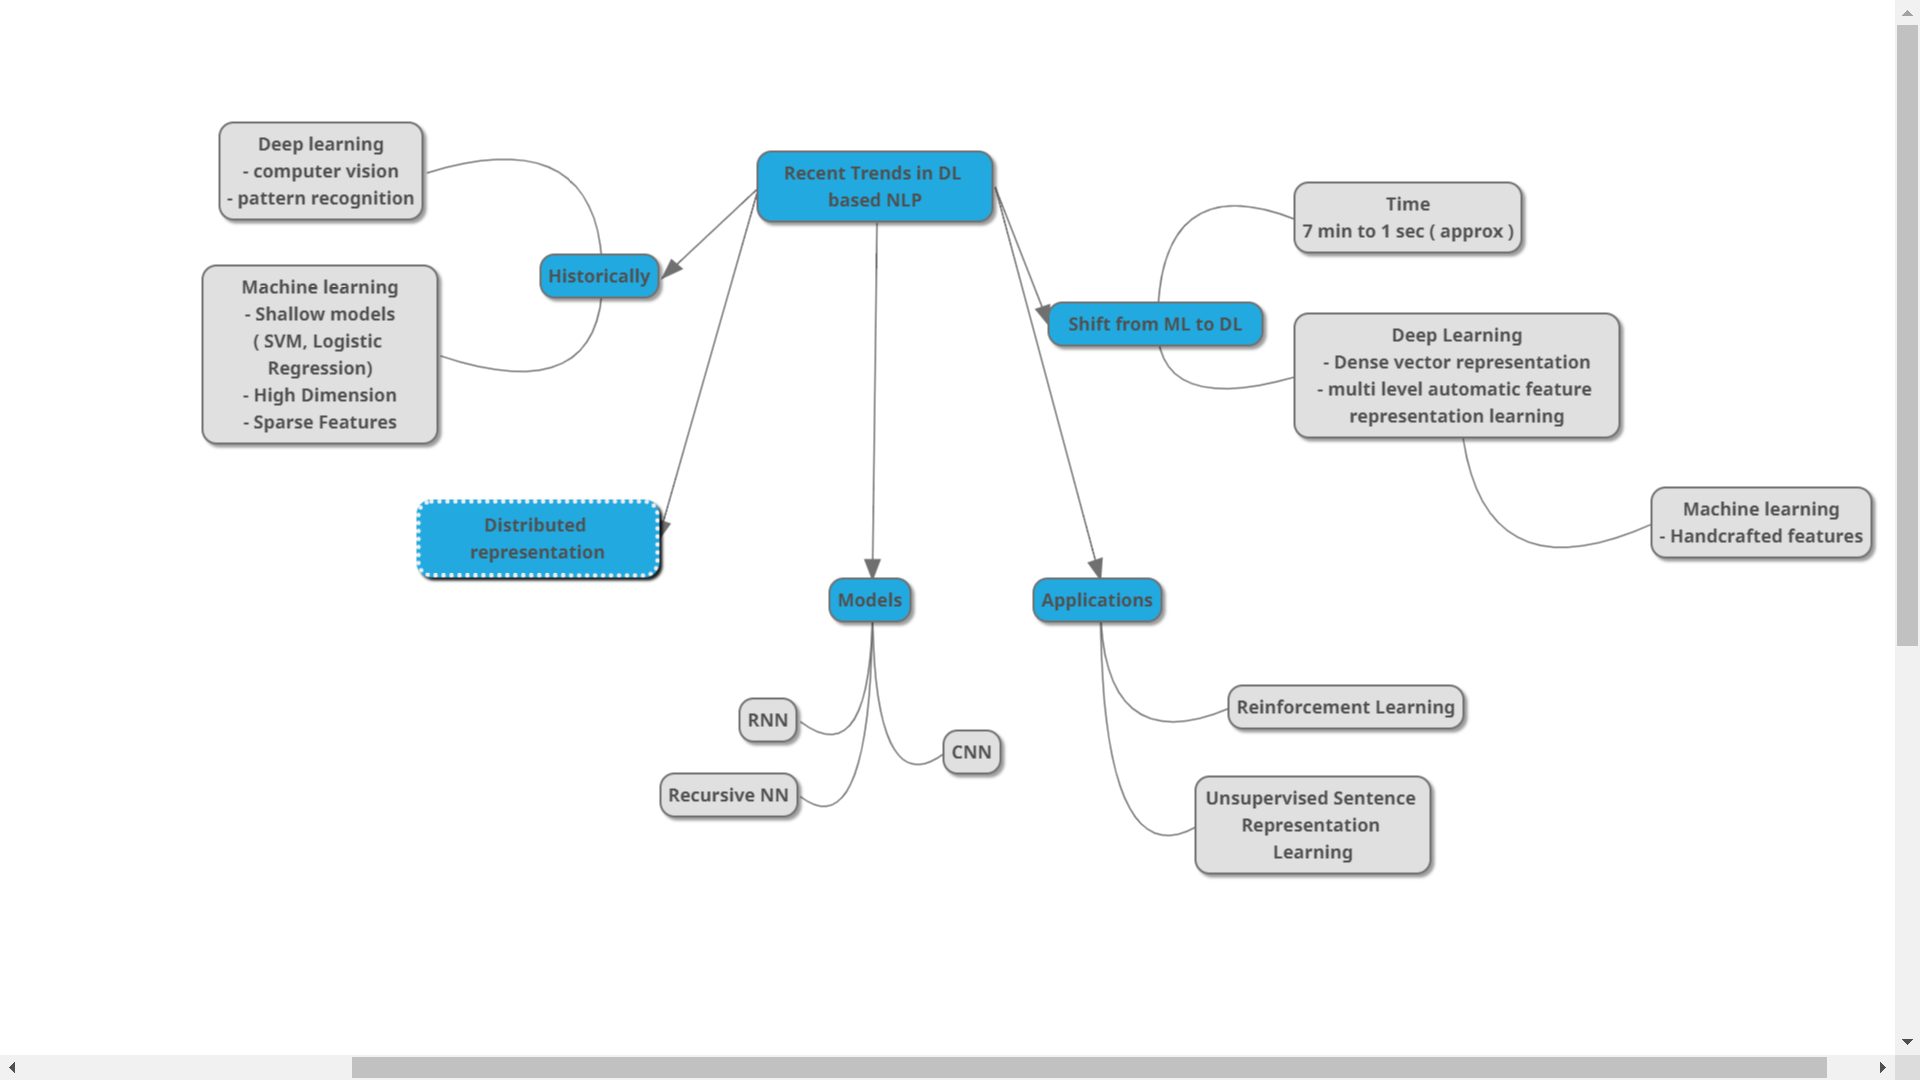 Recent Trends in DL
based NLP
Deep learning
- computer vision
- pattern recognition
Historically
Machine learning
- Shallow models
( SVM, Logistic
Regression)
- High Dimension
- Sparse Features
Time
7 min to 1 sec ( approx )
Shift from ML to DL
Deep Learning
- Dense vector representation
- multi level automatic feature
representation learning
Machine learning
- Handcrafted features
Distributed
representation
Models
RNN
CNN
Recursive NN
Applications
Reinforcement Learning
Unsupervised Sentence
Representation
Learning